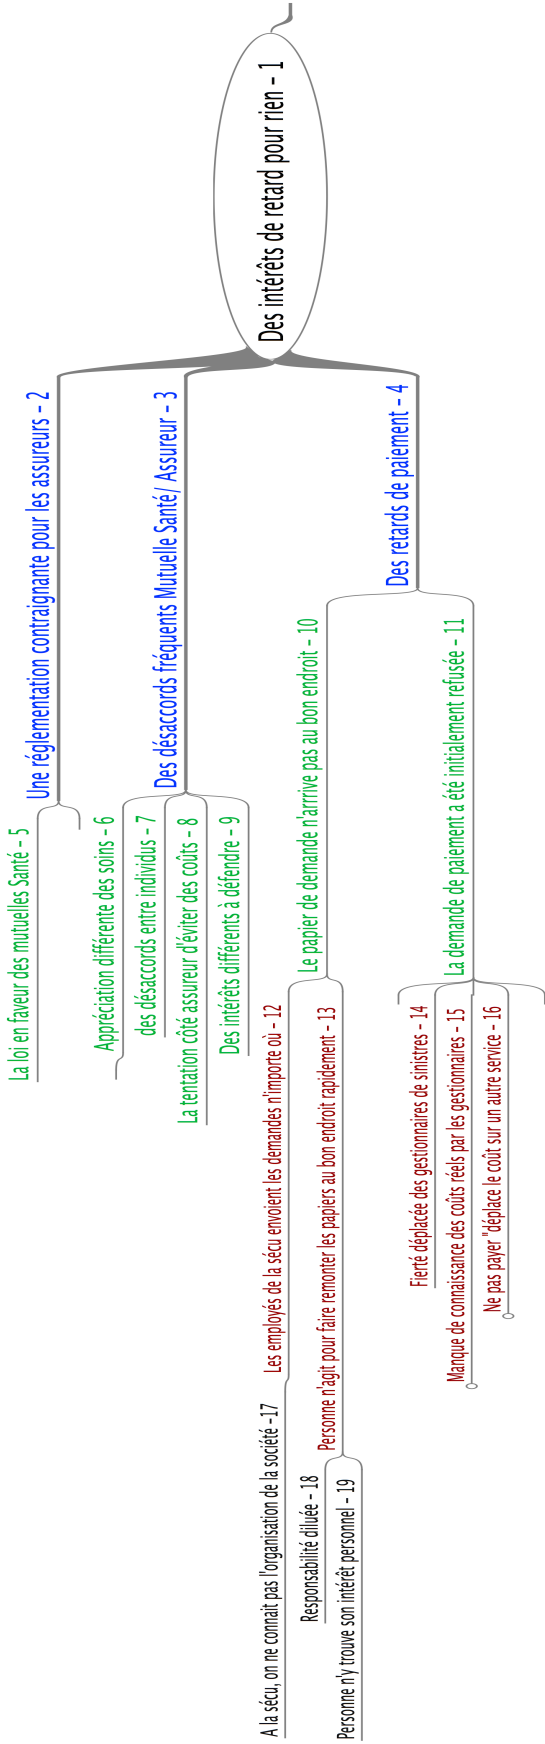 Des intérêts de retard pour rien - 1
Une réglementation contraignante pour les assureurs - 2
Des désaccords fréquents Mutuelle Santé/ Assureur - 3
Des retards de paiement - 4
La loi en faveur des mutuelles Santé - 5
Appréciation différente des soins - 6
des désaccords entre individus - 7
La tentation côté assureur d'éviter des coûts - 8
Des intérêts différents à défendre - 9
Le papier de demande n'arrrive pas au bon endroit - 10
La demande de paiement a été initialement refusée - 11
Les employés de la sécu envoient les demandes n'importe où - 12
Personne n'agit pour faire remonter les papiers au bon endroit rapidement - 13
Fierté déplacée des gestionnaires de sinistres - 14
Manque de connaissance des coûts réels par les gestionnaires - 15
Ne pas payer "déplace le coût sur un autre service - 16
A la sécu, on ne connait pas l'organisation de la société -17
Responsabilité diluée - 18
Personne n'y trouve son intérêt personnel - 19